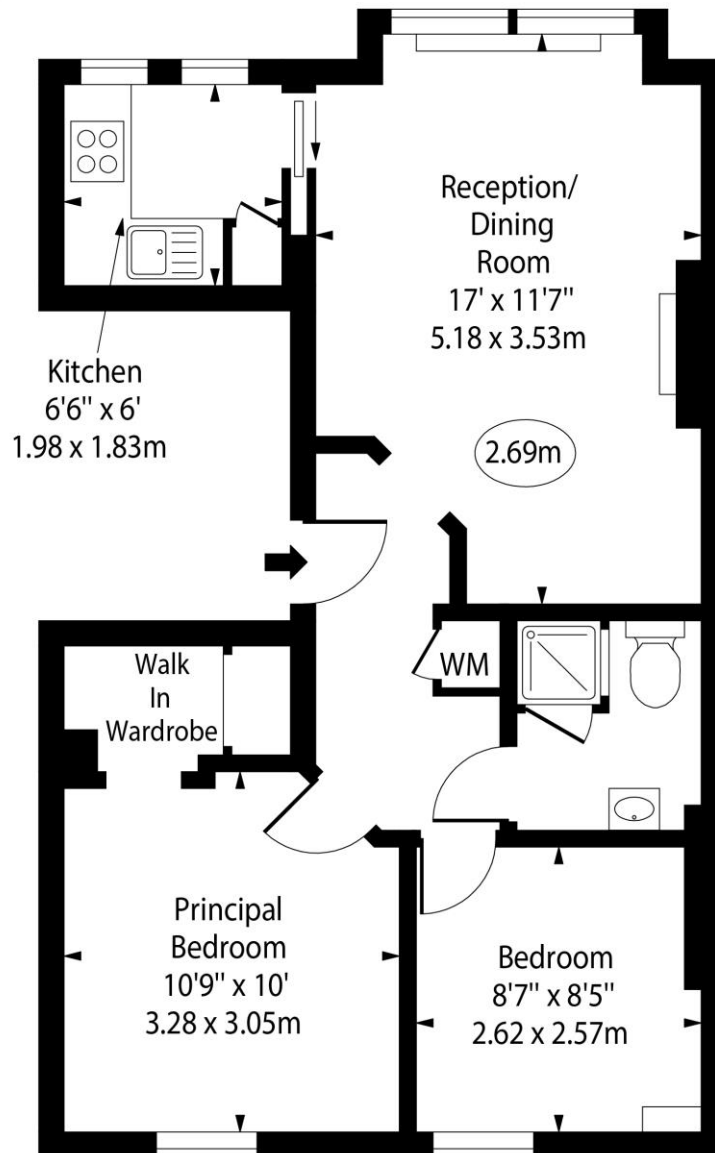 Reception/
Dining
Room
17' x 11'7"
5.18 x 3.53m
Kitchen
6'6" x 6'
1.98 x 1.83m
2.69m
Walk
In
Wardrobe
WM
Principal
Bedroom
10'9" x 10'
3.28 x 3.05m
Bedroom
8'7" x 8'5"
2.62 x 2.57m